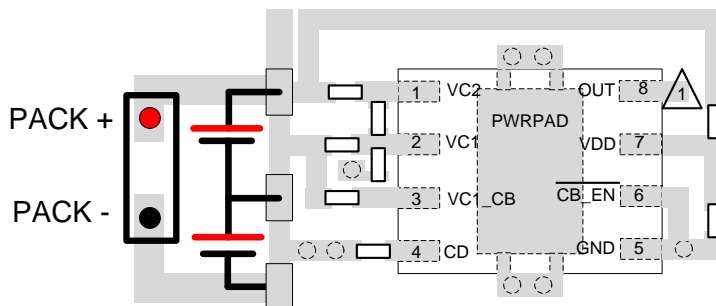 PACK +
PACK -
1 VC2
2 VC1
3 VC1_CB
4 CD
PWRPAD
OUT 8
1
VDD 7
CB_EN 6
GND 5